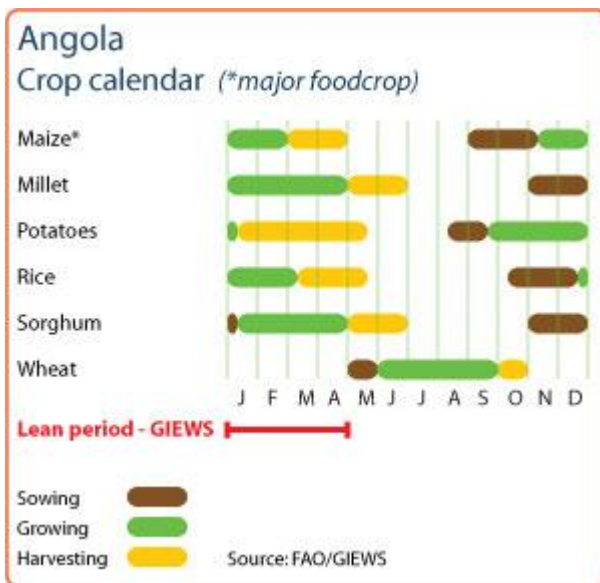 Angola
Crop calendar (*major foodcrop)
Maize*
Millet
Potatoes
Rice
Sorghum
Wheat
J F M A M J J A S O N D
Lean period - GIEWS
Sowing
Growing
Harvesting Source: FAO/GIEWS